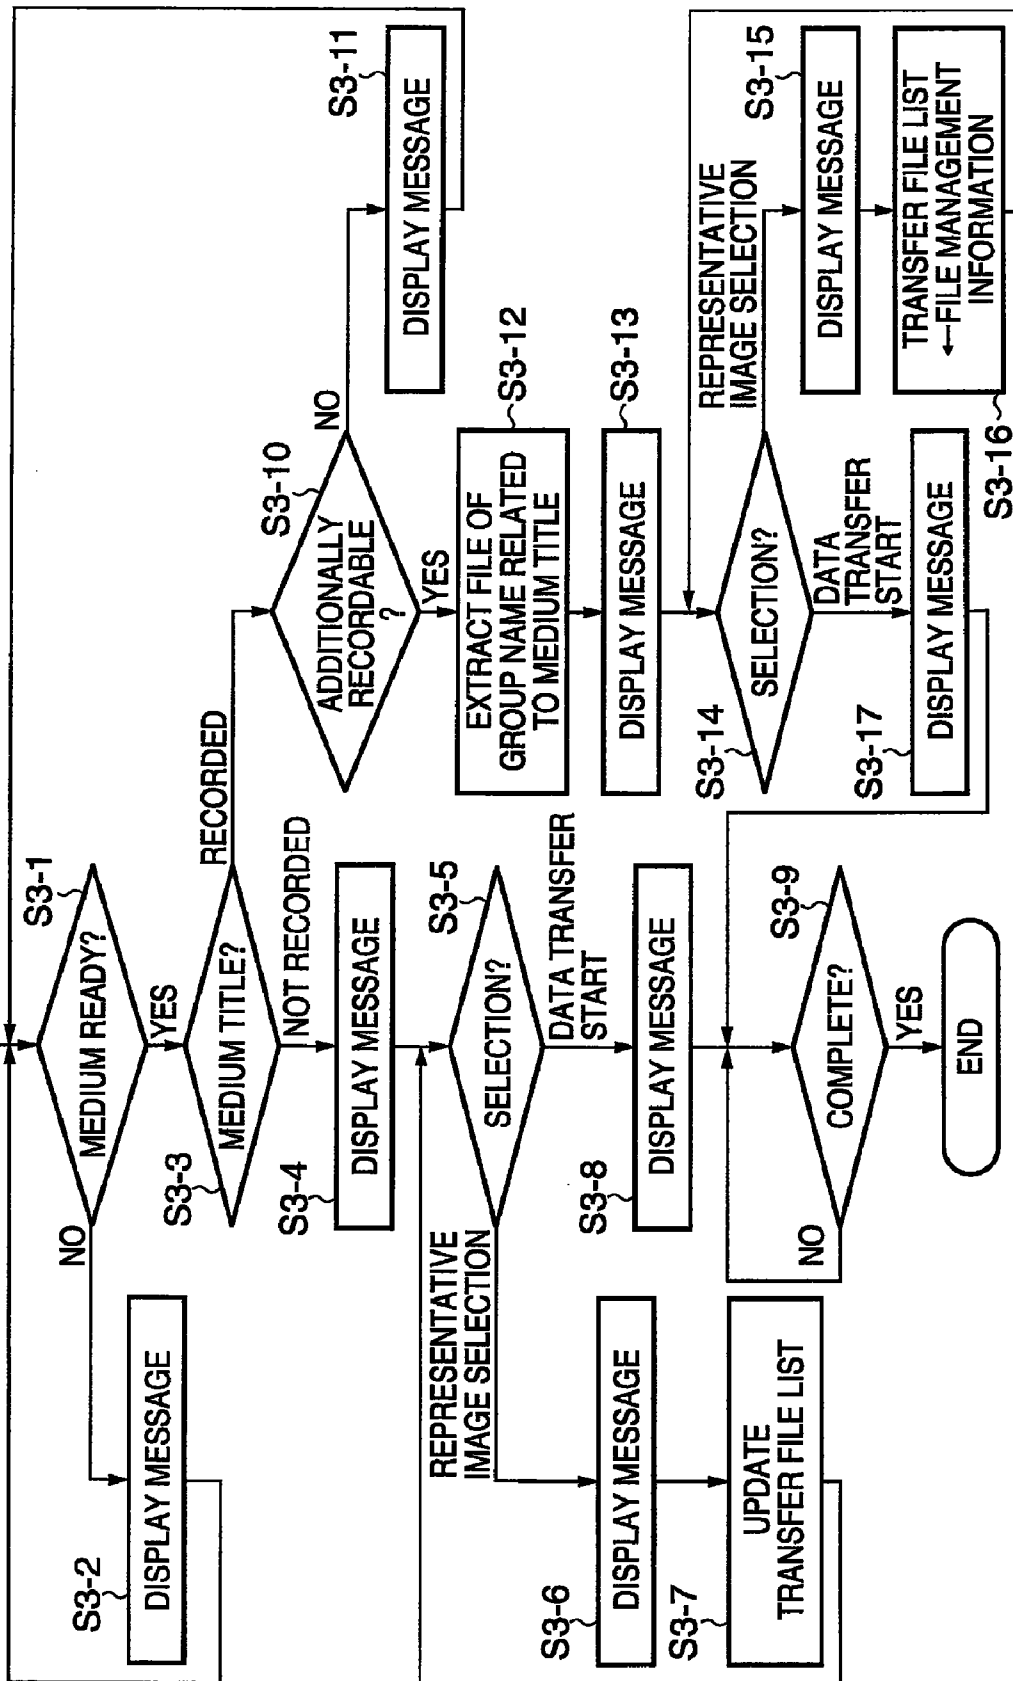 S3-1
MEDIUM READY?
NO
YES
S3-2
DISPLAY MESSAGE
S3-3
MEDIUM TITLE?
RECORDED
NOT RECORDED
S3-4
DISPLAY MESSAGE
S3-5
SELECTION?
REPRESENTATIVE
IMAGE SELECTION
DATA TRANSFER
START
S3-6
DISPLAY MESSAGE
S3-7
UPDATE
TRANSFER FILE LIST
S3-8
DISPLAY MESSAGE
S3-9
COMPLETE?
NO
YES
END
S3-10
ADDITIONALLY
RECORDABLE
?
NO
YES
S3-11
DISPLAY MESSAGE
S3-12
EXTRACT FILE OF
GROUP NAME RELATED
TO MEDIUM TITLE
S3-13
DISPLAY MESSAGE
S3-14
SELECTION?
REPRESENTATIVE
IMAGE SELECTION
DATA
TRANSFER
START
S3-15
DISPLAY MESSAGE
S3-16
TRANSFER FILE LIST
←FILE MANAGEMENT
INFORMATION
S3-17
DISPLAY MESSAGE